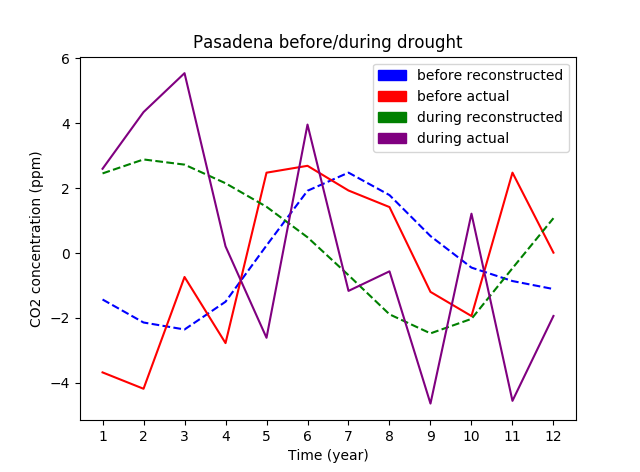 Pasadena before/during drought
6
4
2
0
−2
−4
CO2 concentration (ppm)
before reconstructed
before actual
during reconstructed
during actual
1 2 3 4 5 6 7 8 9 10 11 12
Time (year)